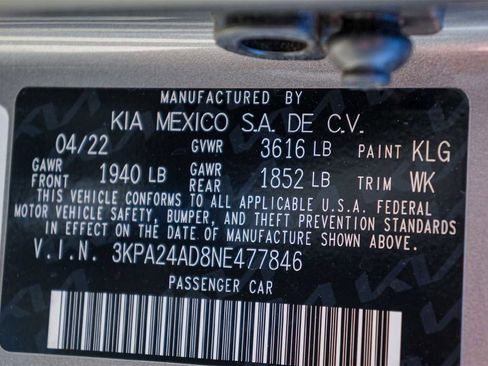 MANUFACTURED BY
KIA MEXICO S.A. DE C.V.
04/22 GVWR 3616 LB PAINT KLG
GAWR FRONT 1940 LB GAWR REAR 1852 LB TRIM WK
THIS VEHICLE CONFORMS TO ALL APPLICABLE U.S.A. FEDERAL
MOTOR VEHICLE SAFETY, BUMPER, AND THEFT PREVENTION STANDARDS
IN EFFECT ON THE DATE OF MANUFACTURE SHOWN ABOVE.
V.I.N. 3KPA24AD8NE477846
PASSENGER CAR